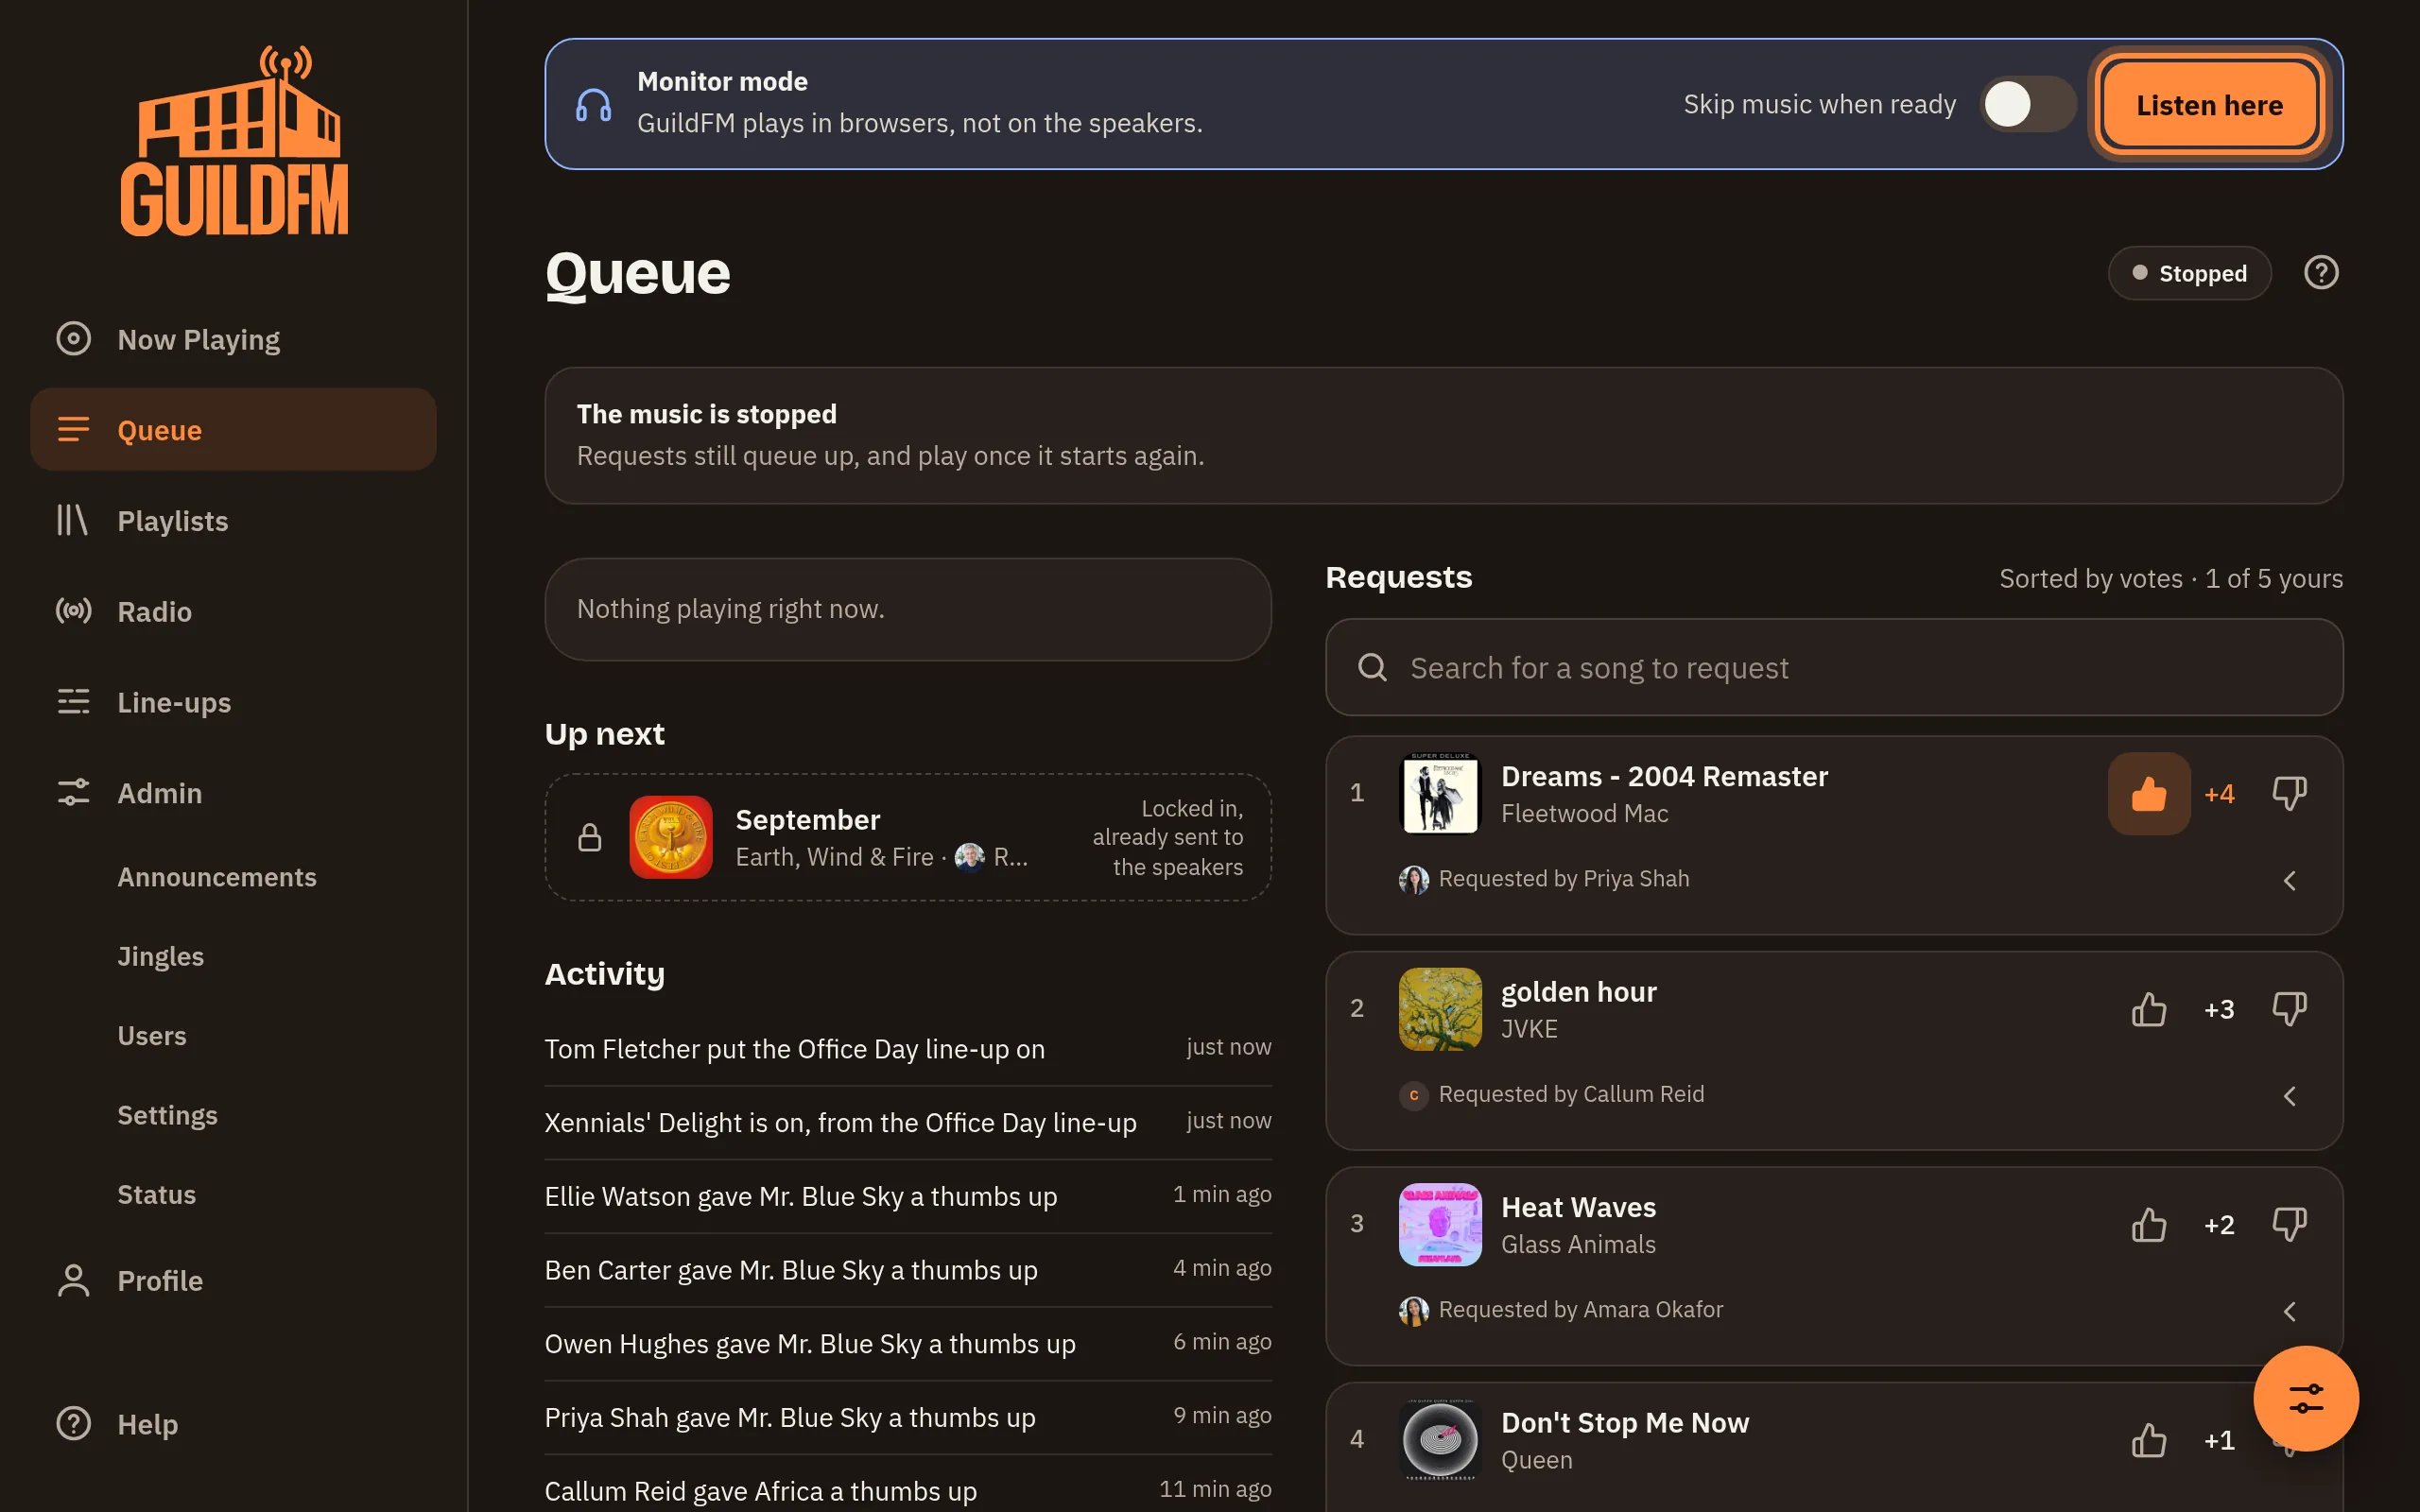 GUILDFM
Now Playing
Queue
Playlists
Radio
Line-ups
Admin
Announcements
Jingles
Users
Settings
Status
Profile
Help
Monitor mode
GuildFM plays in browsers, not on the speakers.
Skip music when ready
Listen here
Queue
Stopped
The music is stopped
Requests still queue up, and play once it starts again.
Nothing playing right now.
Up next
September
Earth, Wind & Fire · R...
Locked in,
already sent to
the speakers
Activity
Tom Fletcher put the Office Day line-up on just now
Xennials' Delight is on, from the Office Day line-up just now
Ellie Watson gave Mr. Blue Sky a thumbs up 1 min ago
Ben Carter gave Mr. Blue Sky a thumbs up 4 min ago
Owen Hughes gave Mr. Blue Sky a thumbs up 6 min ago
Priya Shah gave Mr. Blue Sky a thumbs up 9 min ago
Callum Reid gave Africa a thumbs up 11 min ago
Requests
Sorted by votes · 1 of 5 yours
Search for a song to request
1
SUPER DELUXE
Dreams - 2004 Remaster
Fleetwood Mac
+4
Requested by Priya Shah
2
golden hour
JVKE
+3
C
Requested by Callum Reid
3
GLASS ANIMALS
Heat Waves
Glass Animals
+2
Requested by Amara Okafor
4
Don't Stop Me Now
Queen
+1